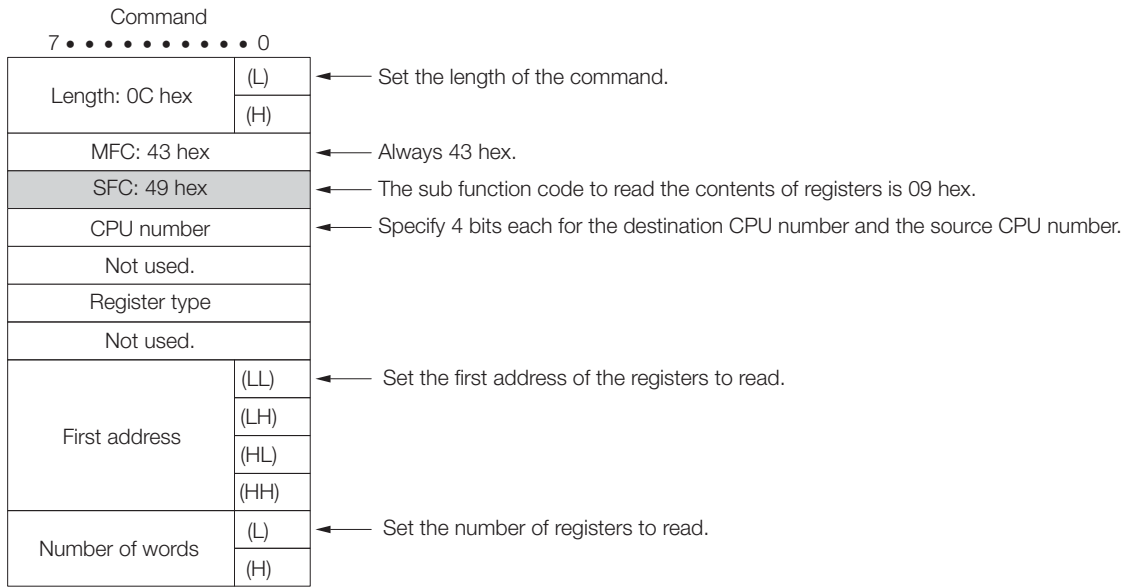 Command
7 • • • • • • • • • • 0
Length: 0C hex (L) Set the length of the command.
(H)
MFC: 43 hex Always 43 hex.
SFC: 49 hex The sub function code to read the contents of registers is 09 hex.
CPU number Specify 4 bits each for the destination CPU number and the source CPU number.
Not used.
Register type
Not used.
First address (LL) Set the first address of the registers to read.
(LH)
(HL)
(HH)
Number of words (L) Set the number of registers to read.
(H)